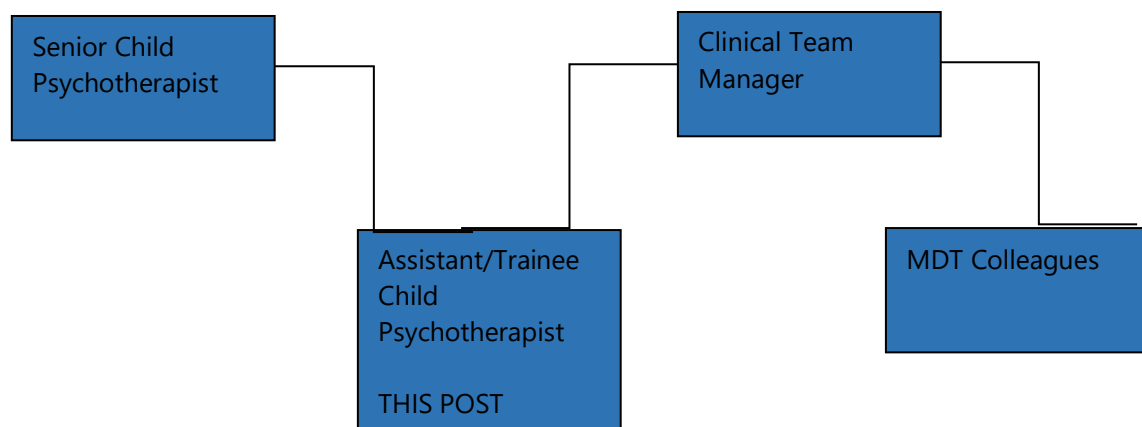 Senior Child
Psychotherapist
Clinical Team
Manager
Assistant/Trainee
Child
Psychotherapist
THIS POST
MDT Colleagues